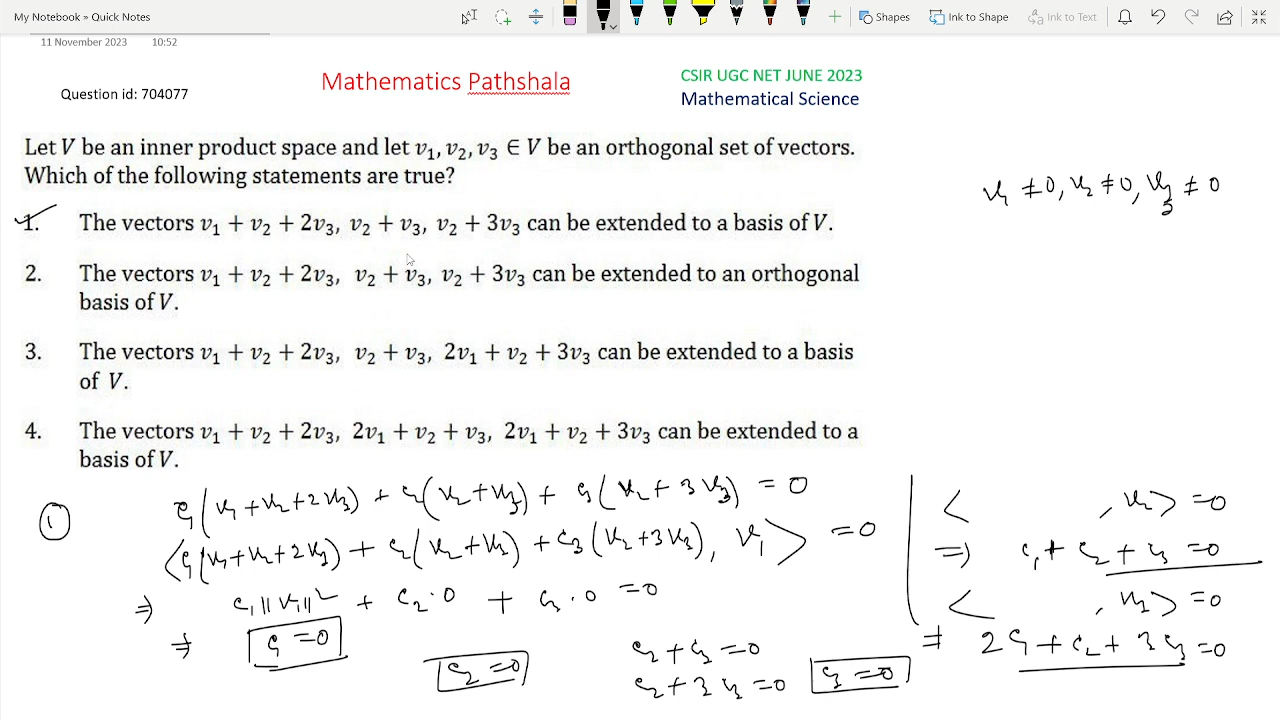 My Notebook » Quick Notes
Shapes Ink to Shape Ink to Text
11 November 2023 10:52
Mathematics Pathshala
CSIR UGC NET JUNE 2023
Question id: 704077
Mathematical Science
Let V be an inner product space and let v₁, v₂, v₃ ∈ V be an orthogonal set of vectors.
Which of the following statements are true?
v₁ ≠ 0, v₂ ≠ 0, v₃ ≠ 0
1. The vectors v₁ + v₂ + 2v₃, v₂ + v₃, v₂ + 3v₃ can be extended to a basis of V.
2. The vectors v₁ + v₂ + 2v₃, v₂ + v₃, v₂ + 3v₃ can be extended to an orthogonal
basis of V.
3. The vectors v₁ + v₂ + 2v₃, v₂ + v₃, 2v₁ + v₂ + 3v₃ can be extended to a basis
of V.
4. The vectors v₁ + v₂ + 2v₃, 2v₁ + v₂ + v₃, 2v₁ + v₂ + 3v₃ can be extended to a
basis of V.
① c₁(v₁+v₂+2v₃) + c₂(v₂+v₃) + c₃(v₂+3v₃) = 0
⟨c₁(v₁+v₂+2v₃) + c₂(v₂+v₃) + c₃(v₂+3v₃), v₁⟩ = 0
⇒ c₁||v₁||² + c₂·0 + c₃·0 = 0
⇒ c₁ = 0
c₂ = 0
c₂ + c₃ = 0
c₂ + 3c₃ = 0
c₃ = 0
⟨ , v₂⟩ = 0
⇒ c₁ + c₂ + c₃ = 0
⟨ , v₃⟩ = 0
⇒ 2c₁ + c₂ + 3c₃ = 0